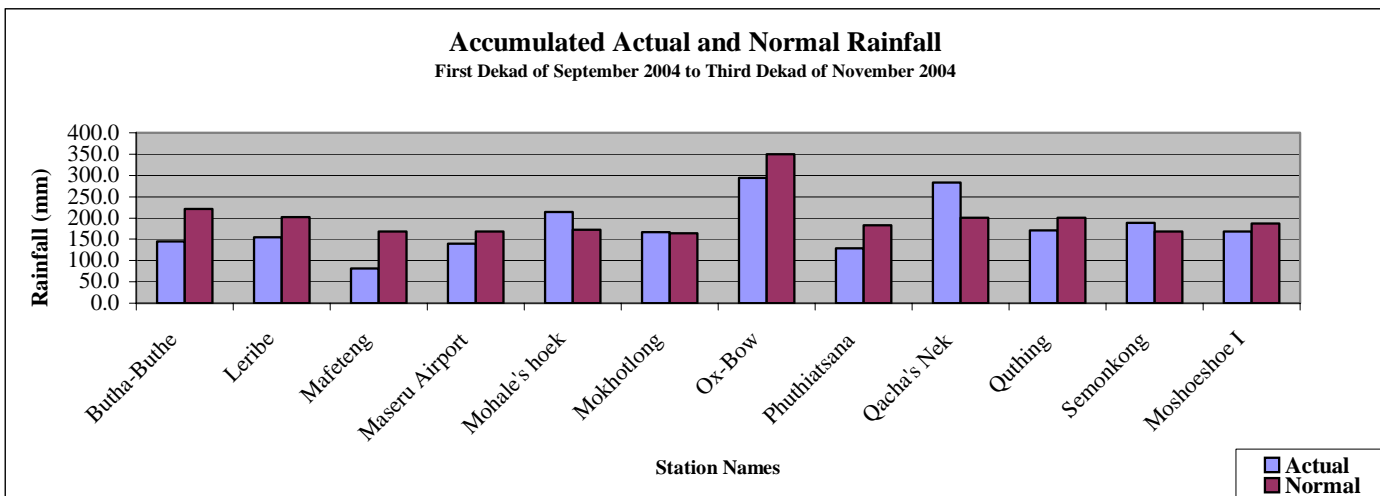 Accumulated Actual and Normal Rainfall
First Dekad of September 2004 to Third Dekad of November 2004
Rainfall (mm)
400.0
350.0
300.0
250.0
200.0
150.0
100.0
50.0
0.0
Butha-Buthe
Leribe
Mafeteng
Maseru Airport
Mohale's hoek
Mokhotlong
Ox-Bow
Phuthiatsana
Qacha's Nek
Quthing
Semonkong
Moshoeshoe I
Station Names
Actual
Normal